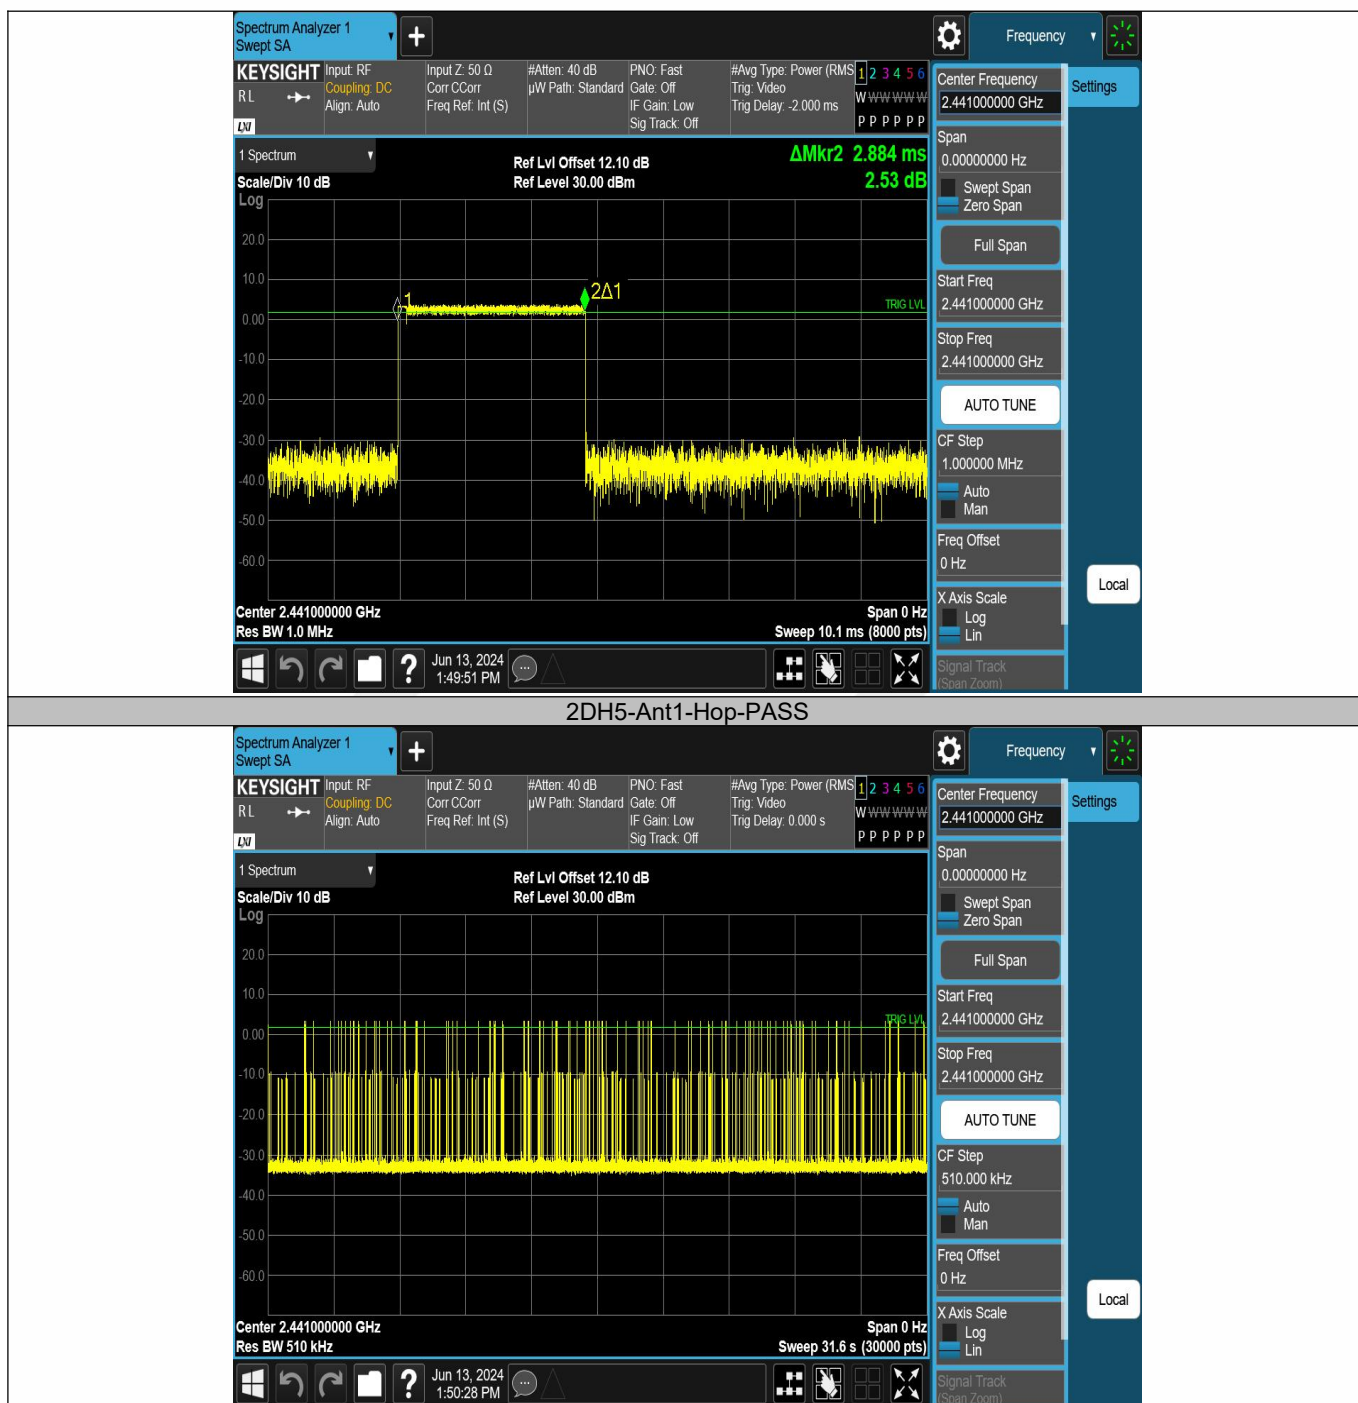 Spectrum Analyzer 1
Swept SA
+
Frequency
KEYSIGHT
RL
LXI
Input: RF
Coupling: DC
Align: Auto
Input Z: 50 Ω
Corr CCorr
Freq Ref: Int (S)
#Atten: 40 dB
µW Path: Standard
PNO: Fast
Gate: Off
IF Gain: Low
Sig Track: Off
#Avg Type: Power (RMS
Trig: Video
Trig Delay: -2.000 ms
1 2 3 4 5 6
W W W W W W
P P P P P P
1 Spectrum
Scale/Div 10 dB
Log
Ref Lvl Offset 12.10 dB
Ref Level 30.00 dBm
ΔMkr2 2.884 ms
2.53 dB
20.0
10.0
0.00
-10.0
-20.0
-30.0
-40.0
-50.0
-60.0
1
2Δ1
TRIG LVL
Center 2.441000000 GHz
Res BW 1.0 MHz
Span 0 Hz
Sweep 10.1 ms (8000 pts)
?
Jun 13, 2024
1:49:51 PM
Center Frequency
2.441000000 GHz
Settings
Span
0.00000000 Hz
Swept Span
Zero Span
Full Span
Start Freq
2.441000000 GHz
Stop Freq
2.441000000 GHz
AUTO TUNE
CF Step
1.000000 MHz
Auto
Man
Freq Offset
0 Hz
X Axis Scale
Log
Lin
Local
Signal Track
(Span Zoom)
2DH5-Ant1-Hop-PASS
Spectrum Analyzer 1
Swept SA
+
Frequency
KEYSIGHT
RL
LXI
Input: RF
Coupling: DC
Align: Auto
Input Z: 50 Ω
Corr CCorr
Freq Ref: Int (S)
#Atten: 40 dB
µW Path: Standard
PNO: Fast
Gate: Off
IF Gain: Low
Sig Track: Off
#Avg Type: Power (RMS
Trig: Video
Trig Delay: 0.000 s
1 2 3 4 5 6
W W W W W W
P P P P P P
1 Spectrum
Scale/Div 10 dB
Log
Ref Lvl Offset 12.10 dB
Ref Level 30.00 dBm
20.0
10.0
0.00
-10.0
-20.0
-30.0
-40.0
-50.0
-60.0
TRIG LVL
Center 2.441000000 GHz
Res BW 510 kHz
Span 0 Hz
Sweep 31.6 s (30000 pts)
?
Jun 13, 2024
1:50:28 PM
Center Frequency
2.441000000 GHz
Settings
Span
0.00000000 Hz
Swept Span
Zero Span
Full Span
Start Freq
2.441000000 GHz
Stop Freq
2.441000000 GHz
AUTO TUNE
CF Step
510.000 kHz
Auto
Man
Freq Offset
0 Hz
X Axis Scale
Log
Lin
Local
Signal Track
(Span Zoom)